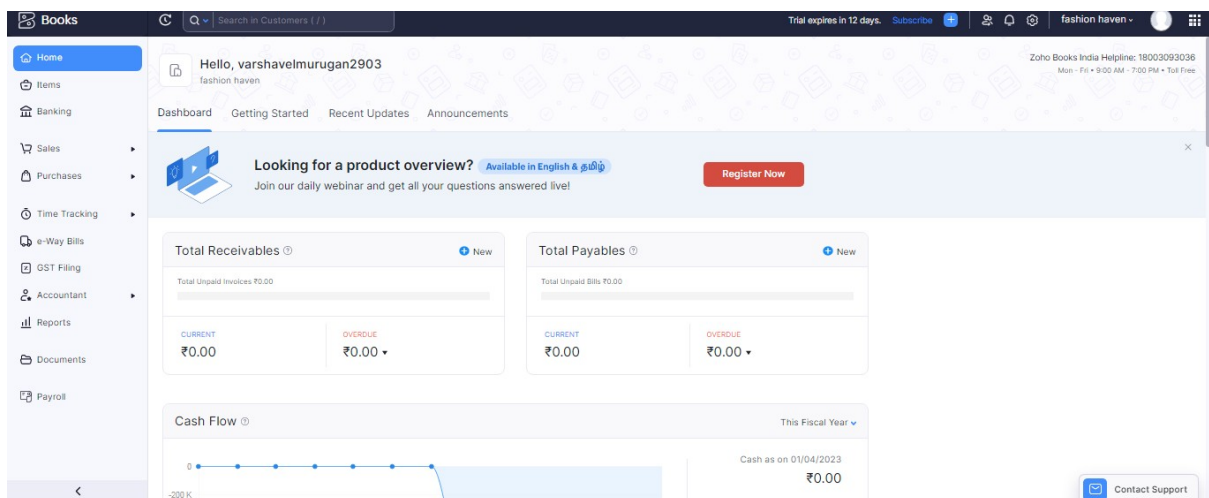 Books
Search in Customers ( / )
Trial expires in 12 days. Subscribe
fashion haven
Home
Items
Banking
Sales
Purchases
Time Tracking
e-Way Bills
GST Filing
Accountant
Reports
Documents
Payroll
Hello, varshavelmurugan2903
fashion haven
Zoho Books India Helpline: 18003093036
Mon - Fri • 9:00 AM - 7:00 PM • Toll Free
Dashboard Getting Started Recent Updates Announcements
Looking for a product overview? Available in English & தமிழ்
Join our daily webinar and get all your questions answered live!
Register Now
Total Receivables New
Total Unpaid Invoices ₹0.00
CURRENT OVERDUE
₹0.00 ₹0.00
Total Payables New
Total Unpaid Bills ₹0.00
CURRENT OVERDUE
₹0.00 ₹0.00
Cash Flow This Fiscal Year
0
-200 K
Cash as on 01/04/2023
₹0.00
Contact Support